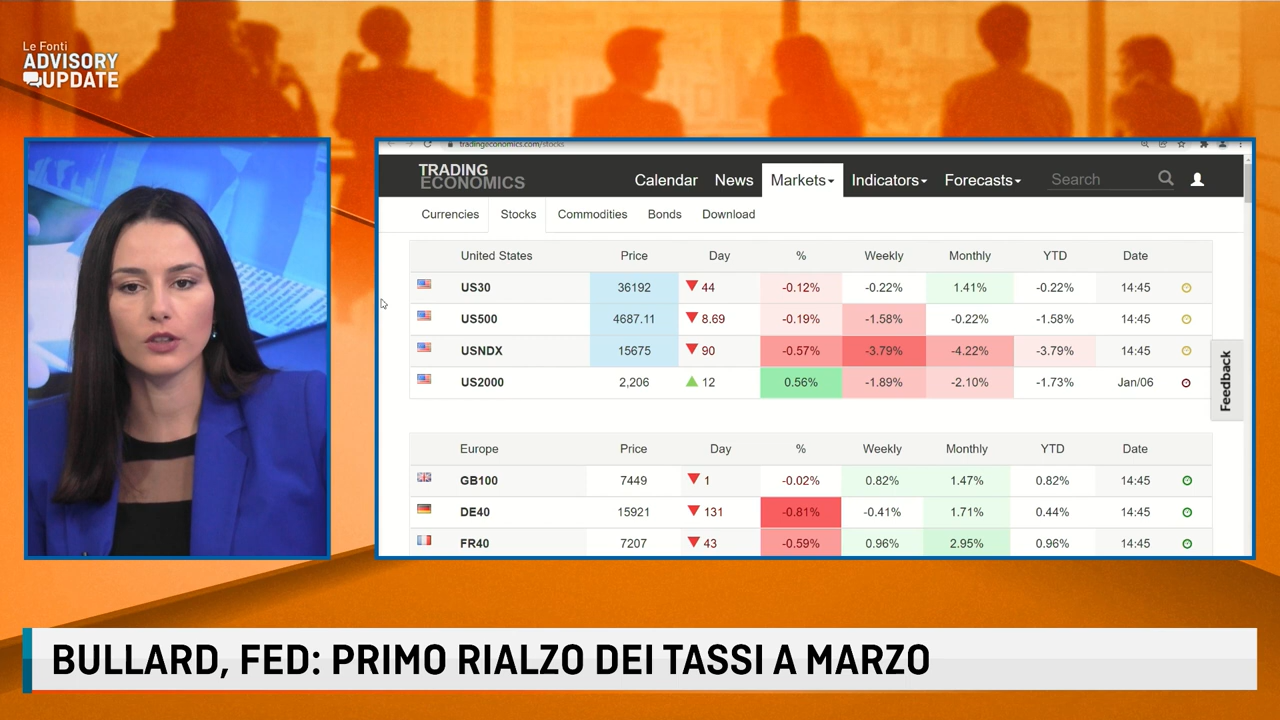 Le Fonti
ADVISORY
UPDATE
tradingeconomics.com/stocks
TRADING
ECONOMICS
Calendar News Markets Indicators Forecasts Search
Currencies Stocks Commodities Bonds Download
United States Price Day % Weekly Monthly YTD Date
US30 36192 44 -0.12% -0.22% 1.41% -0.22% 14:45
US500 4687.11 8.69 -0.19% -1.58% -0.22% -1.58% 14:45
USNDX 15675 90 -0.57% -3.79% -4.22% -3.79% 14:45
US2000 2,206 12 0.56% -1.89% -2.10% -1.73% Jan/06
Feedback
Europe Price Day % Weekly Monthly YTD Date
GB100 7449 1 -0.02% 0.82% 1.47% 0.82% 14:45
DE40 15921 131 -0.81% -0.41% 1.71% 0.44% 14:45
FR40 7207 43 -0.59% 0.96% 2.95% 0.96% 14:45
BULLARD, FED: PRIMO RIALZO DEI TASSI A MARZO